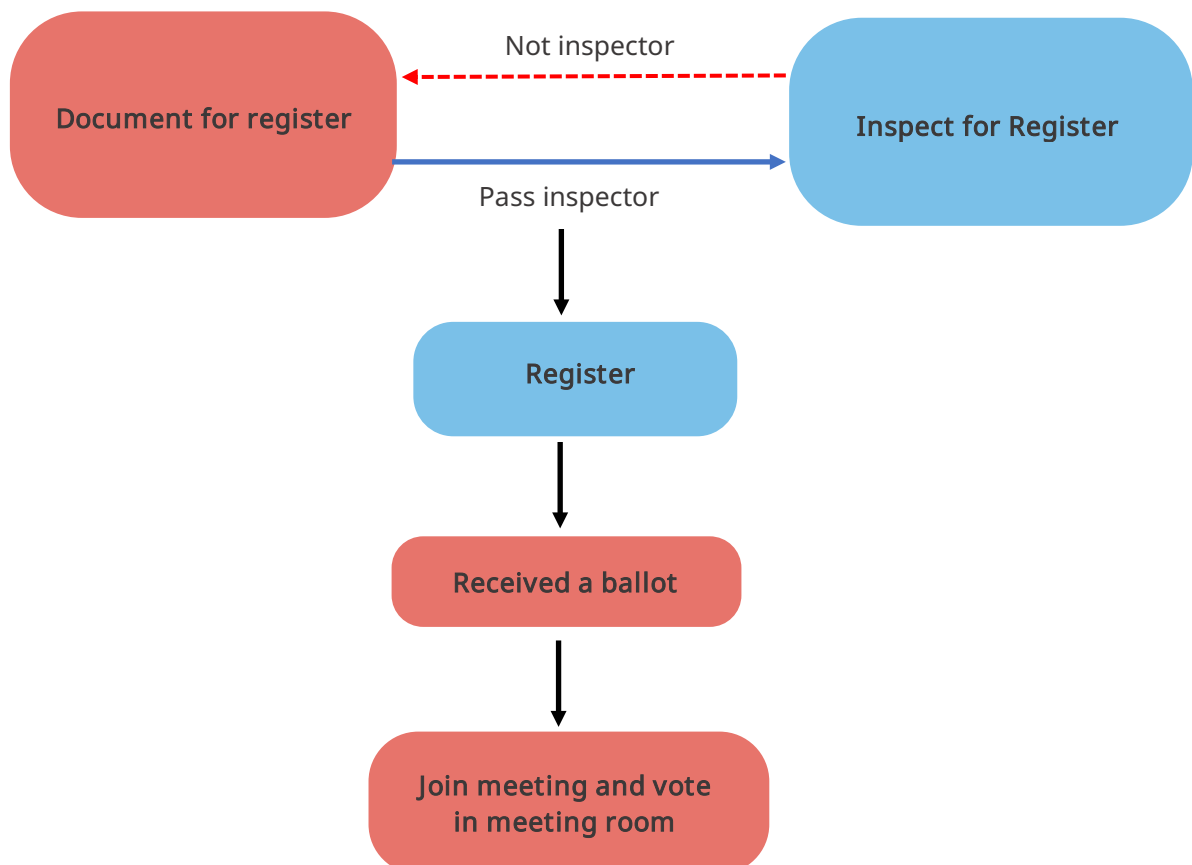 Not inspector
Document for register
Inspect for Register
Pass inspector
Register
Received a ballot
Join meeting and vote
in meeting room